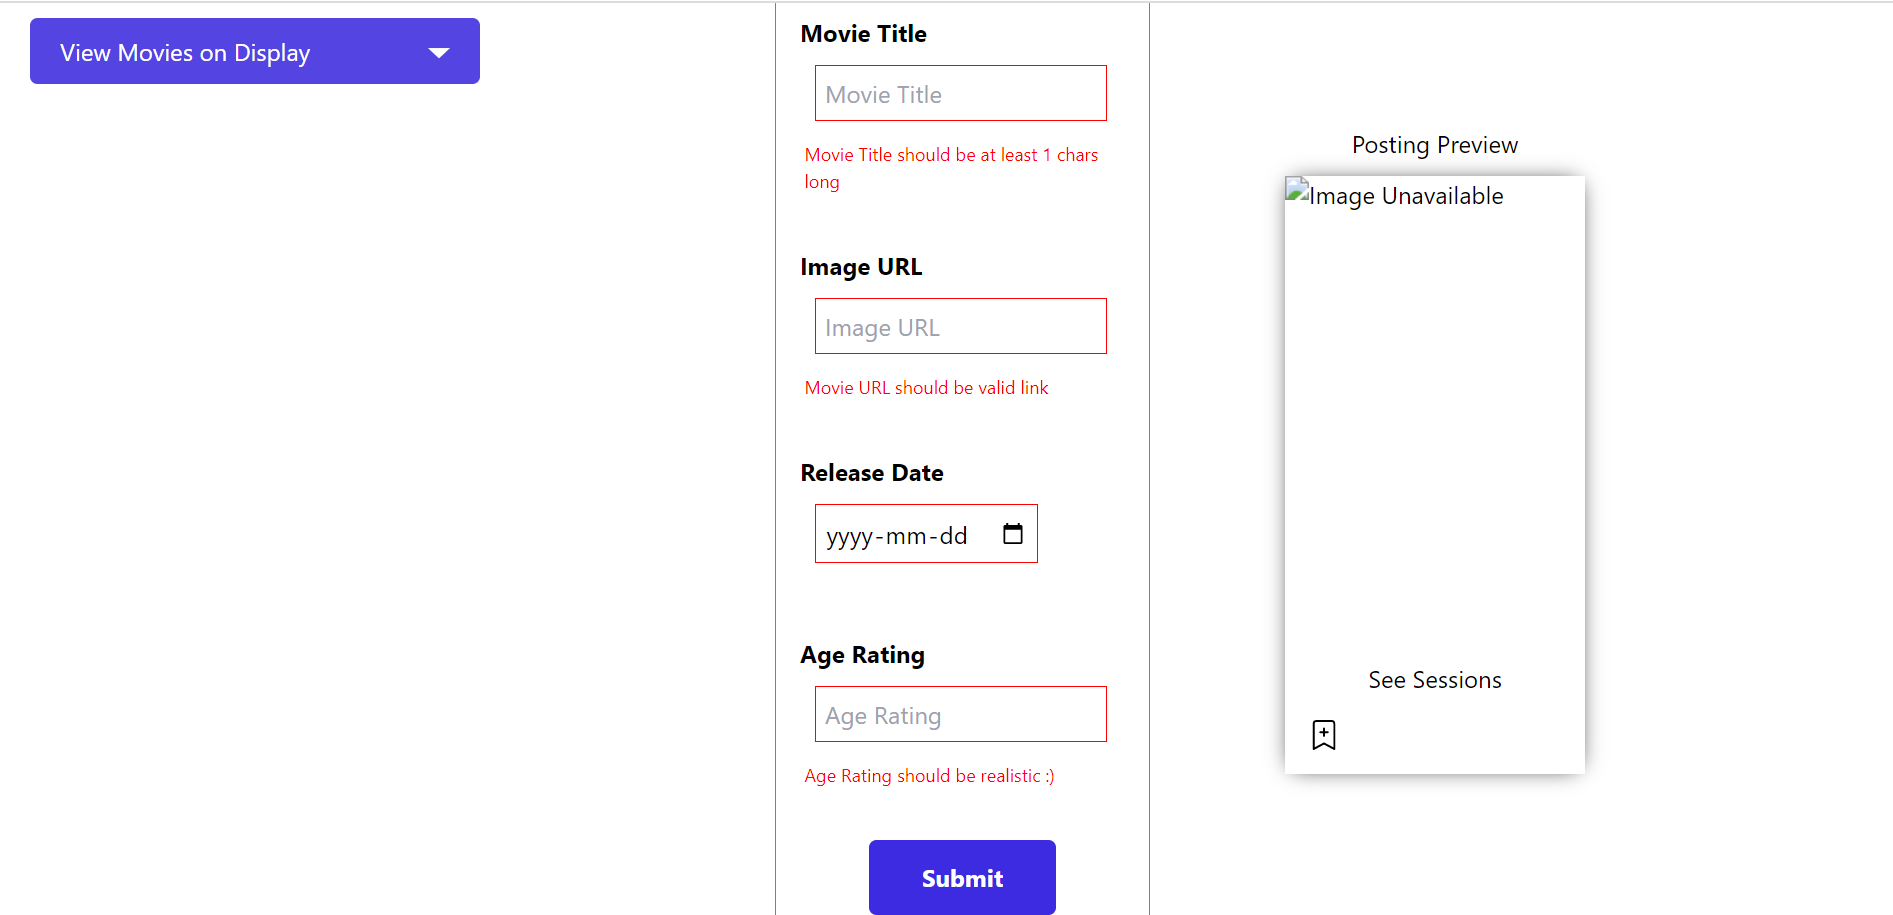 View Movies on Display
Movie Title
Movie Title
Movie Title should be at least 1 chars
long
Image URL
Image URL
Movie URL should be valid link
Release Date
yyyy-mm-dd
Age Rating
Age Rating
Age Rating should be realistic :)
Submit
Posting Preview
Image Unavailable
See Sessions